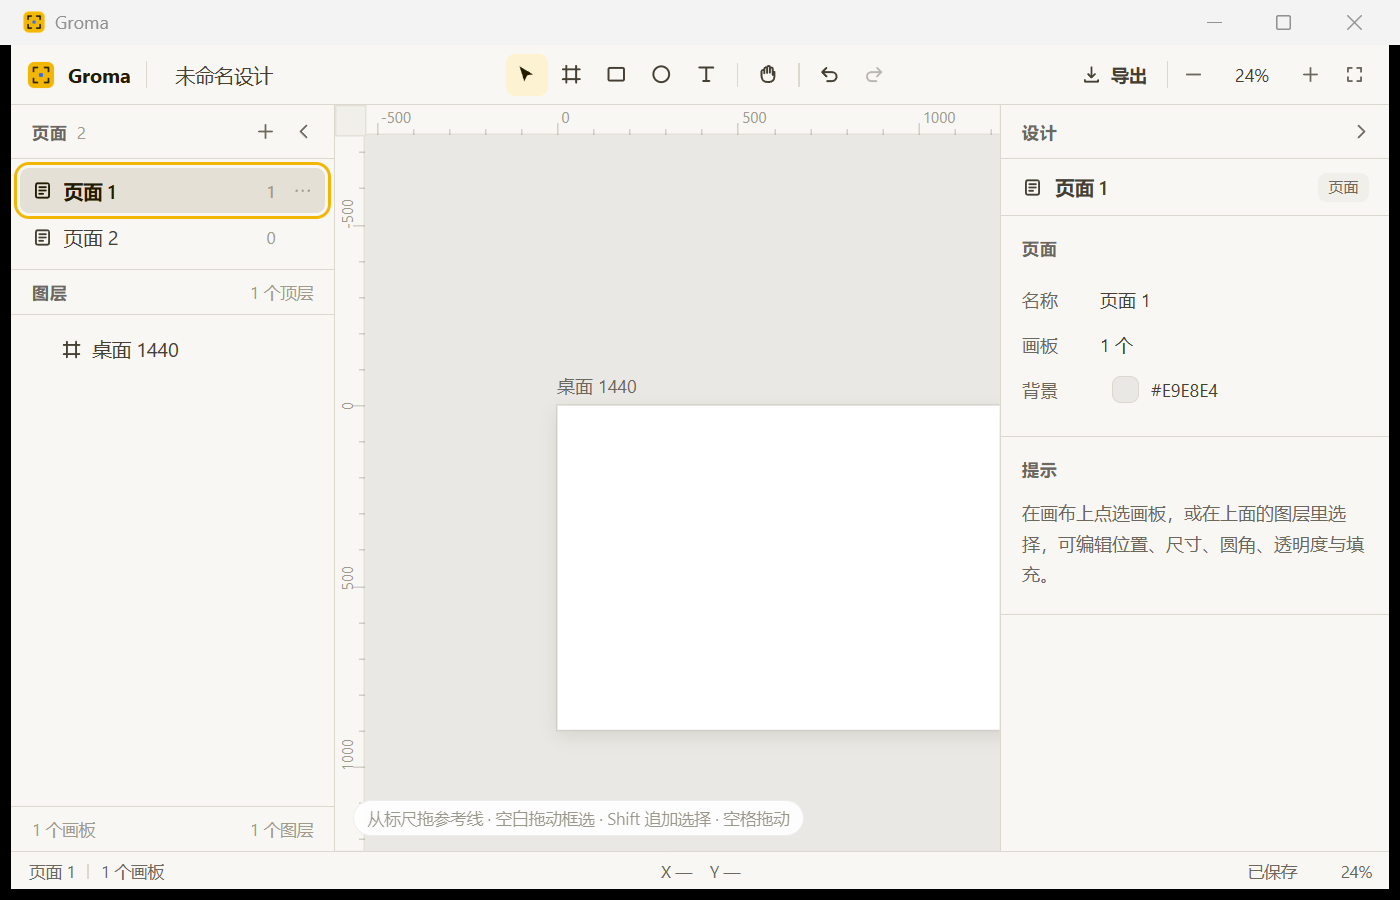 Groma
Groma
未命名设计
导出
24%
页面 2
-500
0
500
1000
设计
页面 1
1
···
页面 1
页面
页面 2
0
-500
页面
图层
1 个顶层
名称
页面 1
桌面 1440
画板
1 个
桌面 1440
背景
#E9E8E4
0
提示
在画布上点选画板，或在上面的图层里选
择，可编辑位置、尺寸、圆角、透明度与填
充。
500
1000
从标尺拖参考线 · 空白拖动框选 · Shift 追加选择 · 空格拖动
1 个画板
1 个图层
页面 1
1 个画板
X —
Y —
已保存
24%